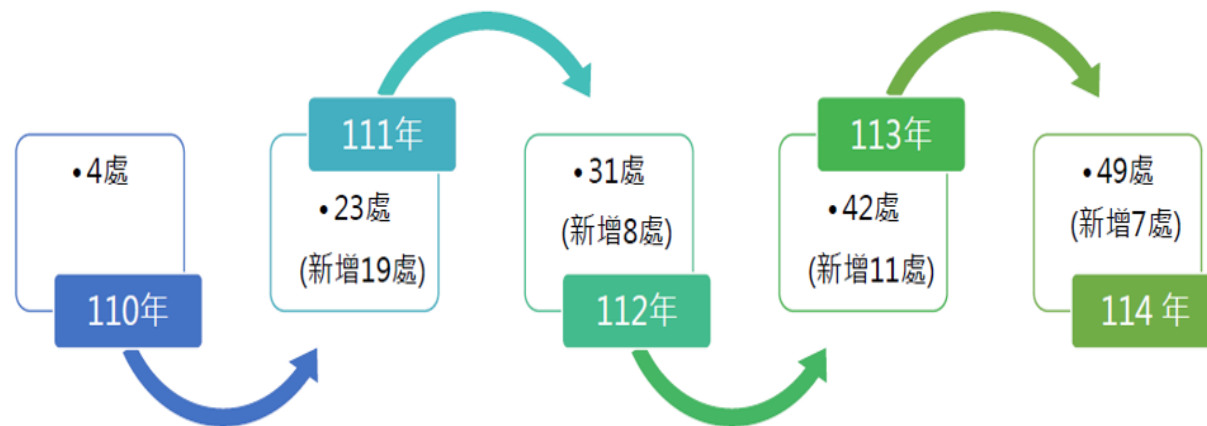 • 4處
110年
111年
• 23處
(新增19處)
• 31處
(新增8處)
112年
113年
• 42處
(新增11處)
• 49處
(新增7處)
114 年